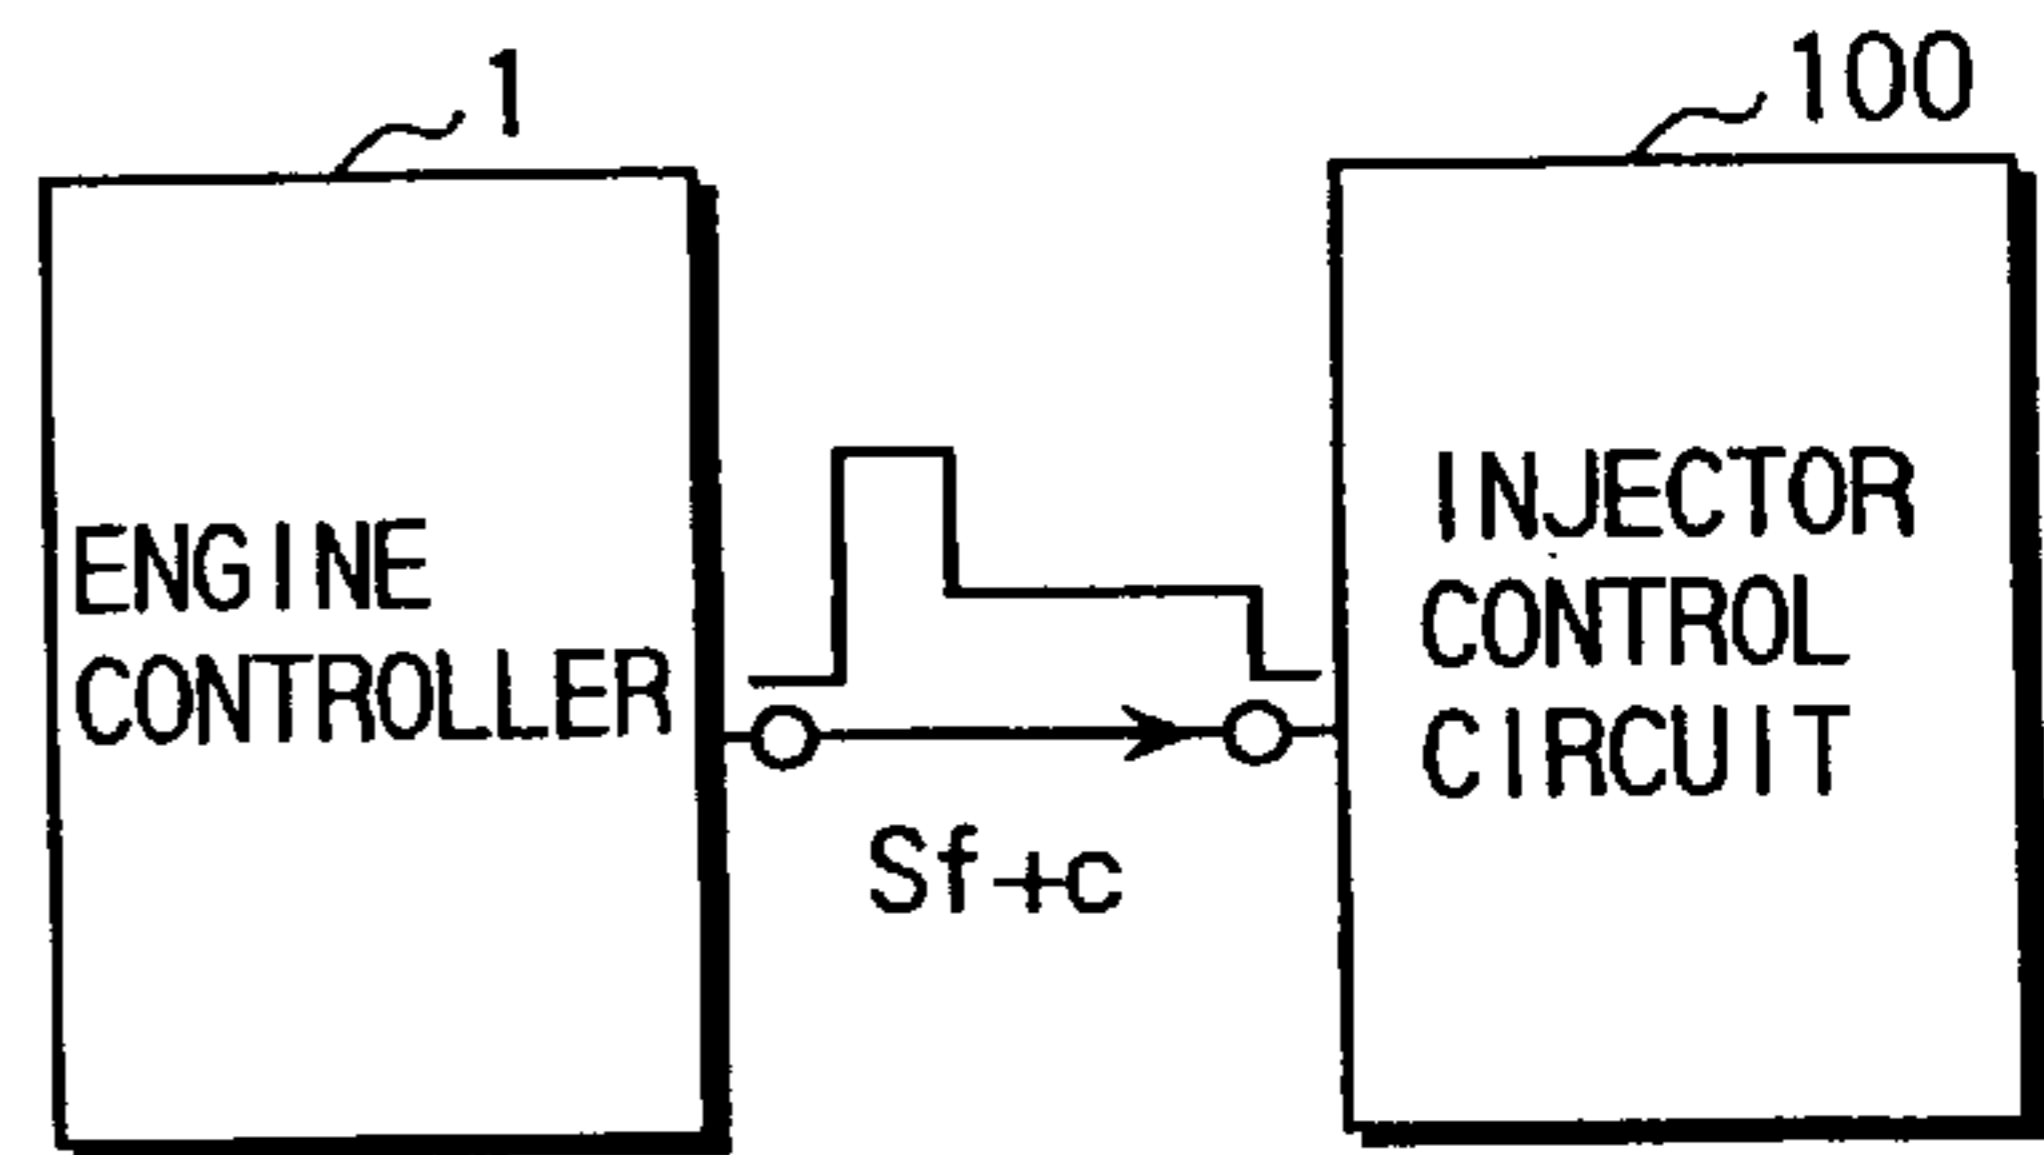 1
100
ENGINE
CONTROLLER
INJECTOR
CONTROL
CIRCUIT
Sf+c